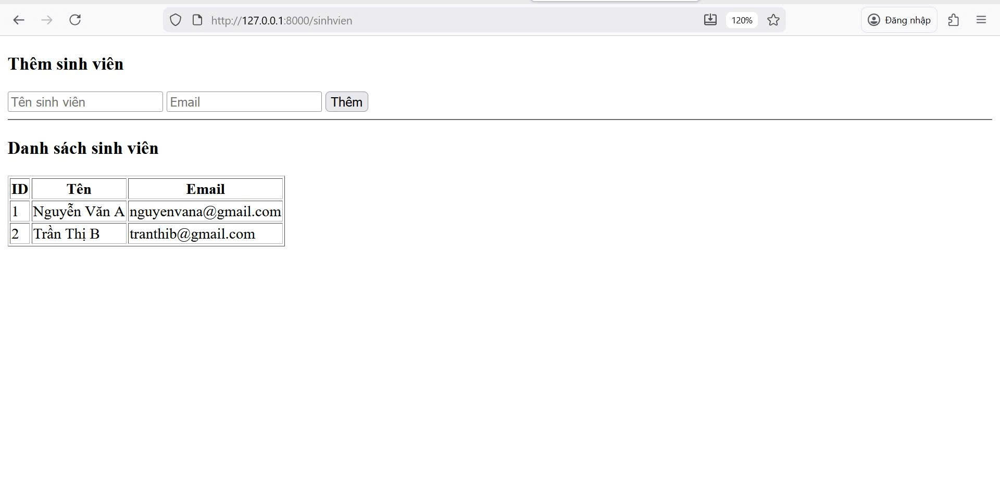 http://127.0.0.1:8000/sinhvien 120% Đăng nhập
Thêm sinh viên
Tên sinh viên Email Thêm
Danh sách sinh viên
ID Tên Email
1 Nguyễn Văn A nguyenvana@gmail.com
2 Trần Thị B tranthib@gmail.com